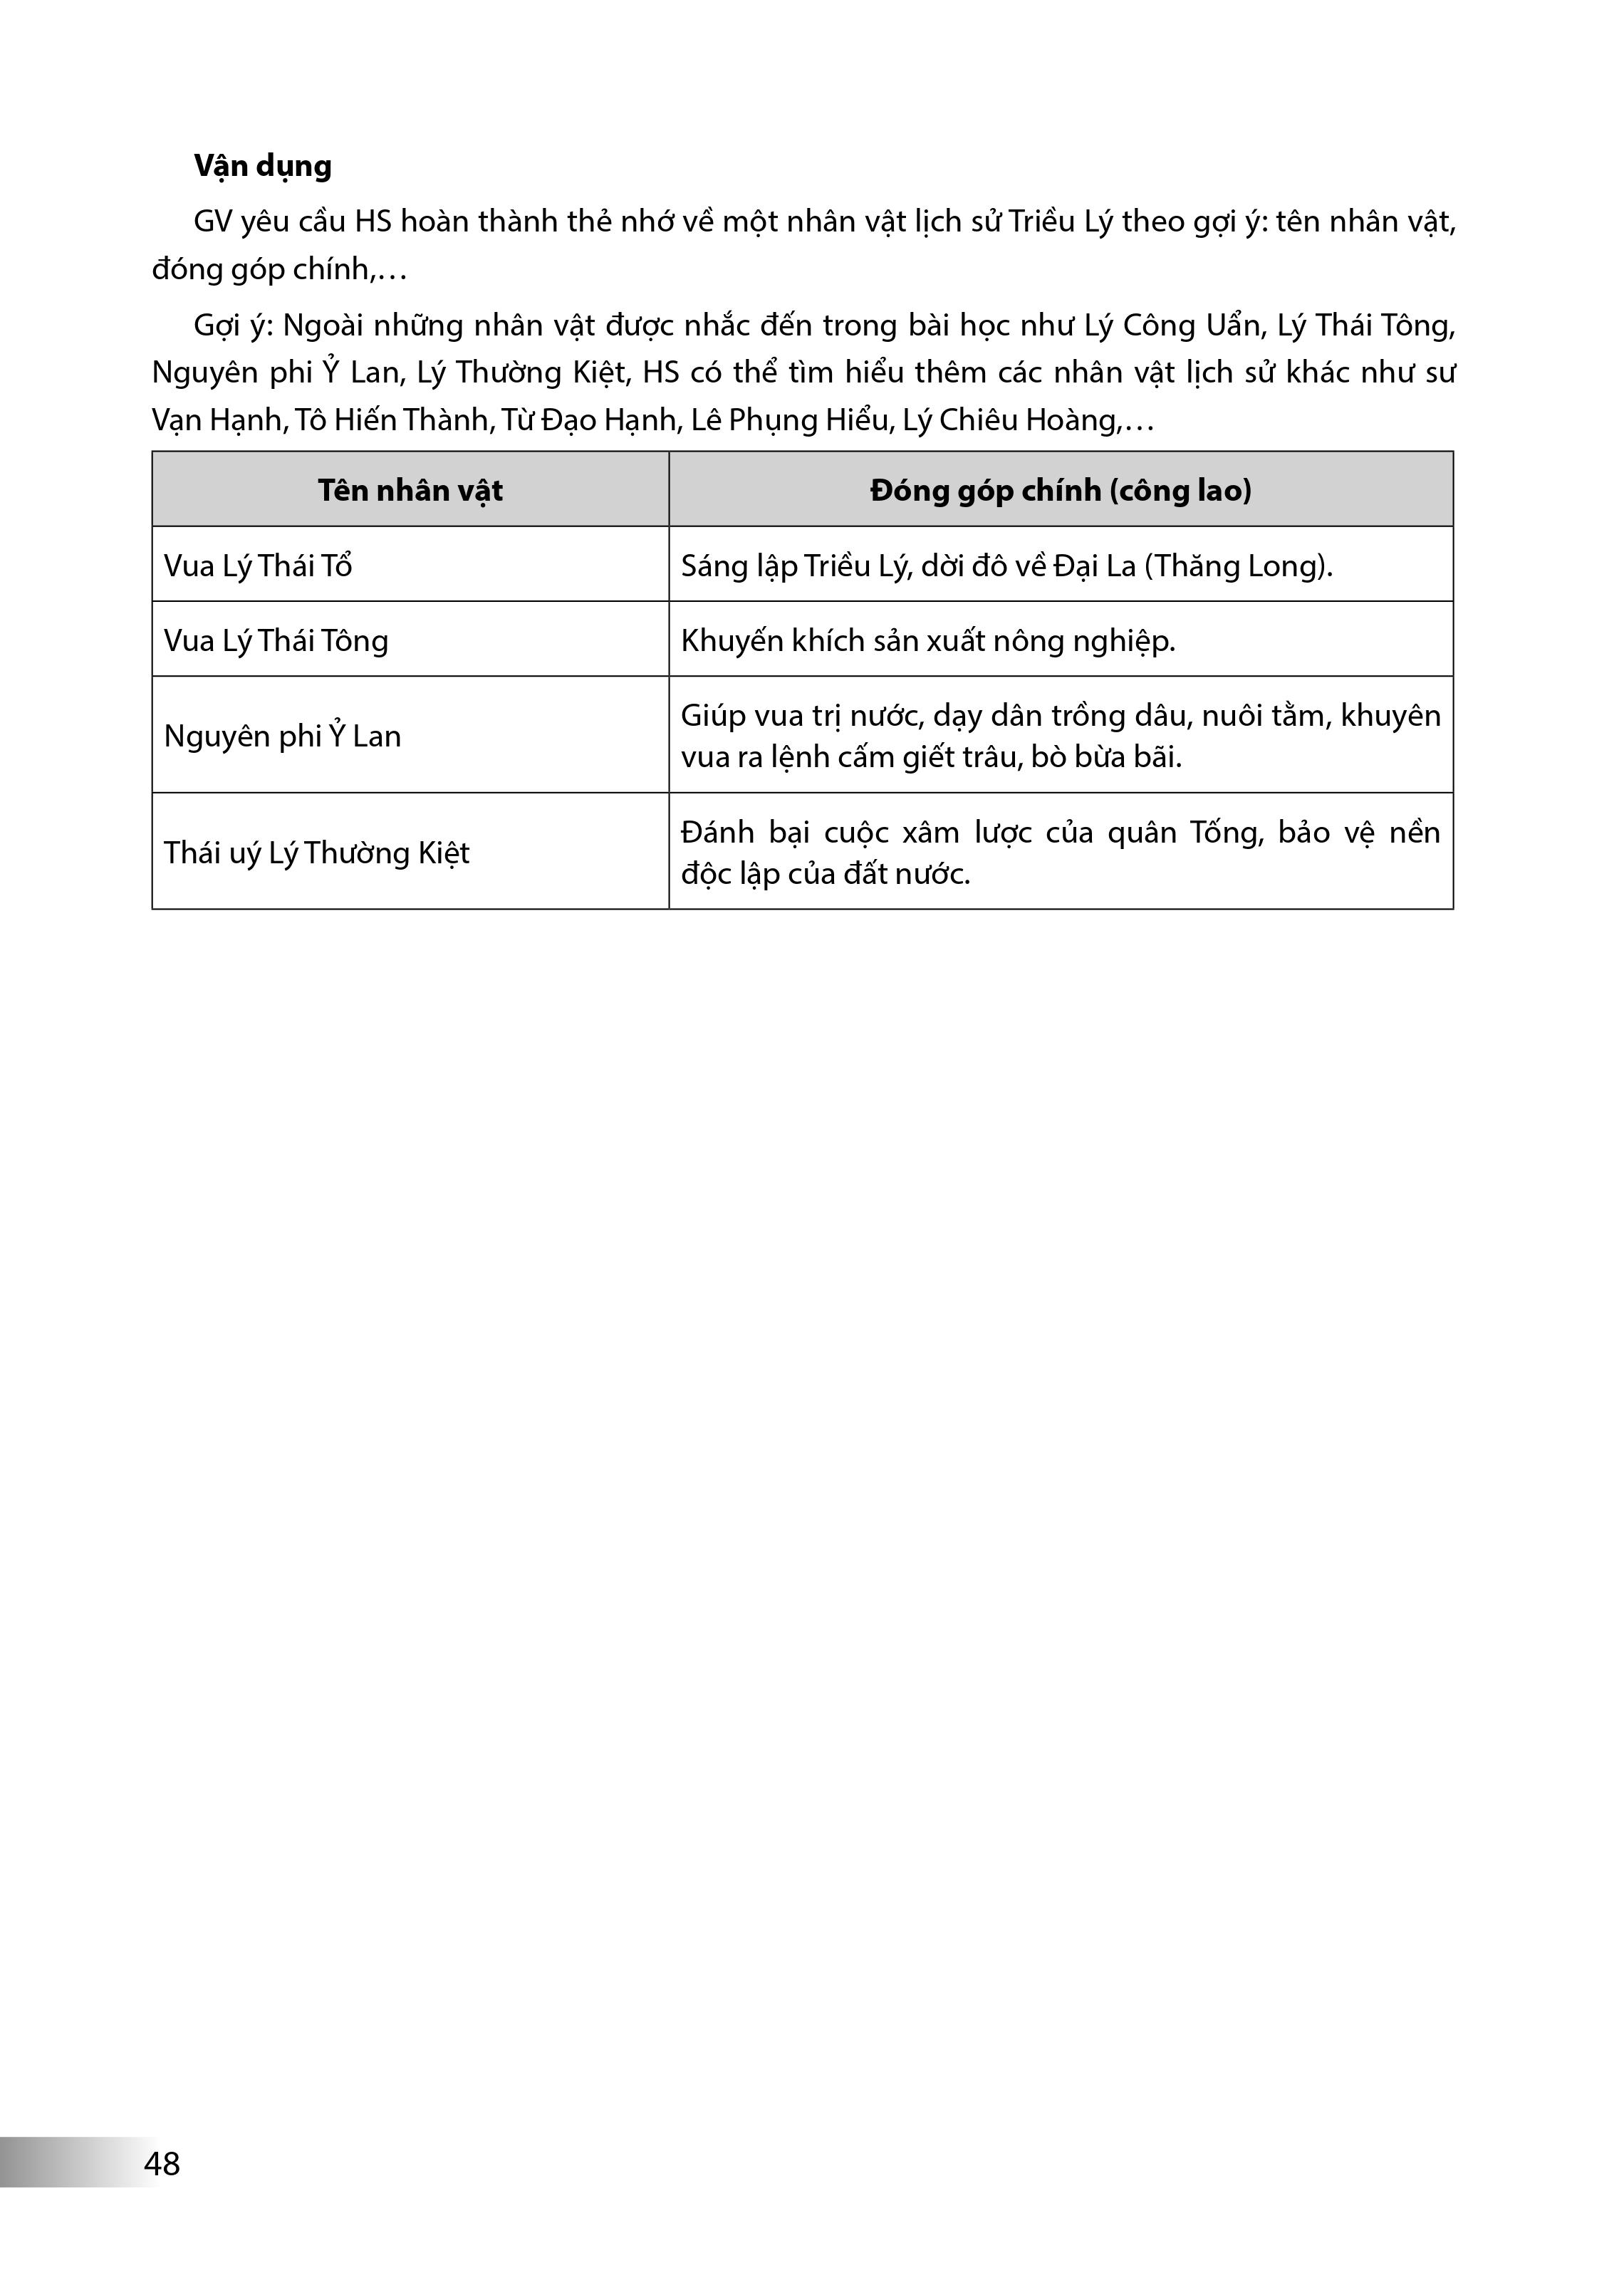 Vận dụng
GV yêu cầu HS hoàn thành thẻ nhớ về một nhân vật lịch sử Triều Lý theo gợi ý: tên nhân vật,
đóng góp chính,…
Gợi ý: Ngoài những nhân vật được nhắc đến trong bài học như Lý Công Uẩn, Lý Thái Tông,
Nguyên phi Ỷ Lan, Lý Thường Kiệt, HS có thể tìm hiểu thêm các nhân vật lịch sử khác như sư
Vạn Hạnh, Tô Hiến Thành, Từ Đạo Hạnh, Lê Phụng Hiểu, Lý Chiêu Hoàng,…
Tên nhân vật
Đóng góp chính (công lao)
Vua Lý Thái Tổ
Sáng lập Triều Lý, dời đô về Đại La (Thăng Long).
Vua Lý Thái Tông
Khuyến khích sản xuất nông nghiệp.
Nguyên phi Ỷ Lan
Giúp vua trị nước, dạy dân trồng dâu, nuôi tằm, khuyên
vua ra lệnh cấm giết trâu, bò bừa bãi.
Thái uý Lý Thường Kiệt
Đánh bại cuộc xâm lược của quân Tống, bảo vệ nền
độc lập của đất nước.
48